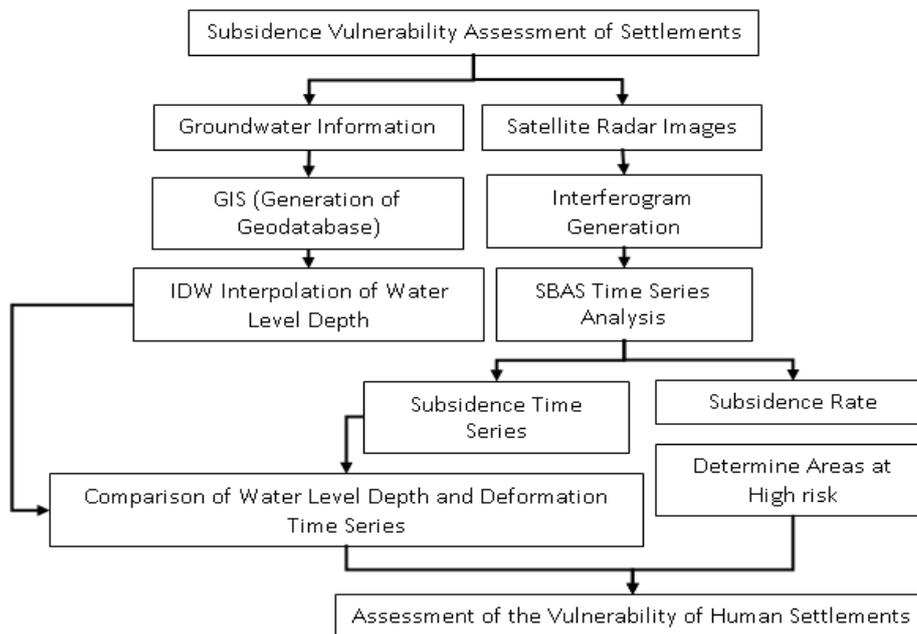 Subsidence Vulnerability Assessment of Settlements
Groundwater Information
Satellite Radar Images
GIS (Generation of
Geodatabase)
Interferogram
Generation
IDW Interpolation of Water
Level Depth
SBAS Time Series
Analysis
Subsidence Time
Series
Subsidence Rate
Determine Areas at
High risk
Comparison of Water Level Depth and Deformation
Time Series
Assessment of the Vulnerability of Human Settlements